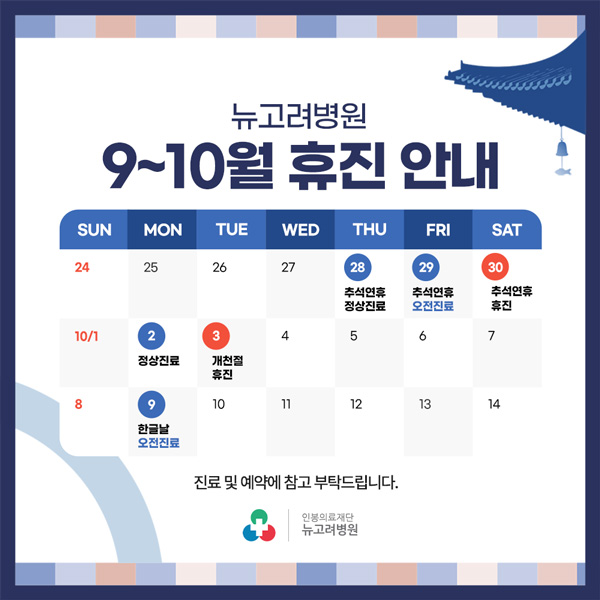 뉴고려병원
9~10월 휴진 안내
SUN MON TUE WED THU FRI SAT
24 25 26 27 28 29 30
추석연휴 추석연휴 추석연휴
정상진료 오전진료 휴진
10/1 2 3 4 5 6 7
정상진료 개천절
휴진
8 9 10 11 12 13 14
한글날
오전진료
진료 및 예약에 참고 부탁드립니다.
인봉의료재단
뉴고려병원